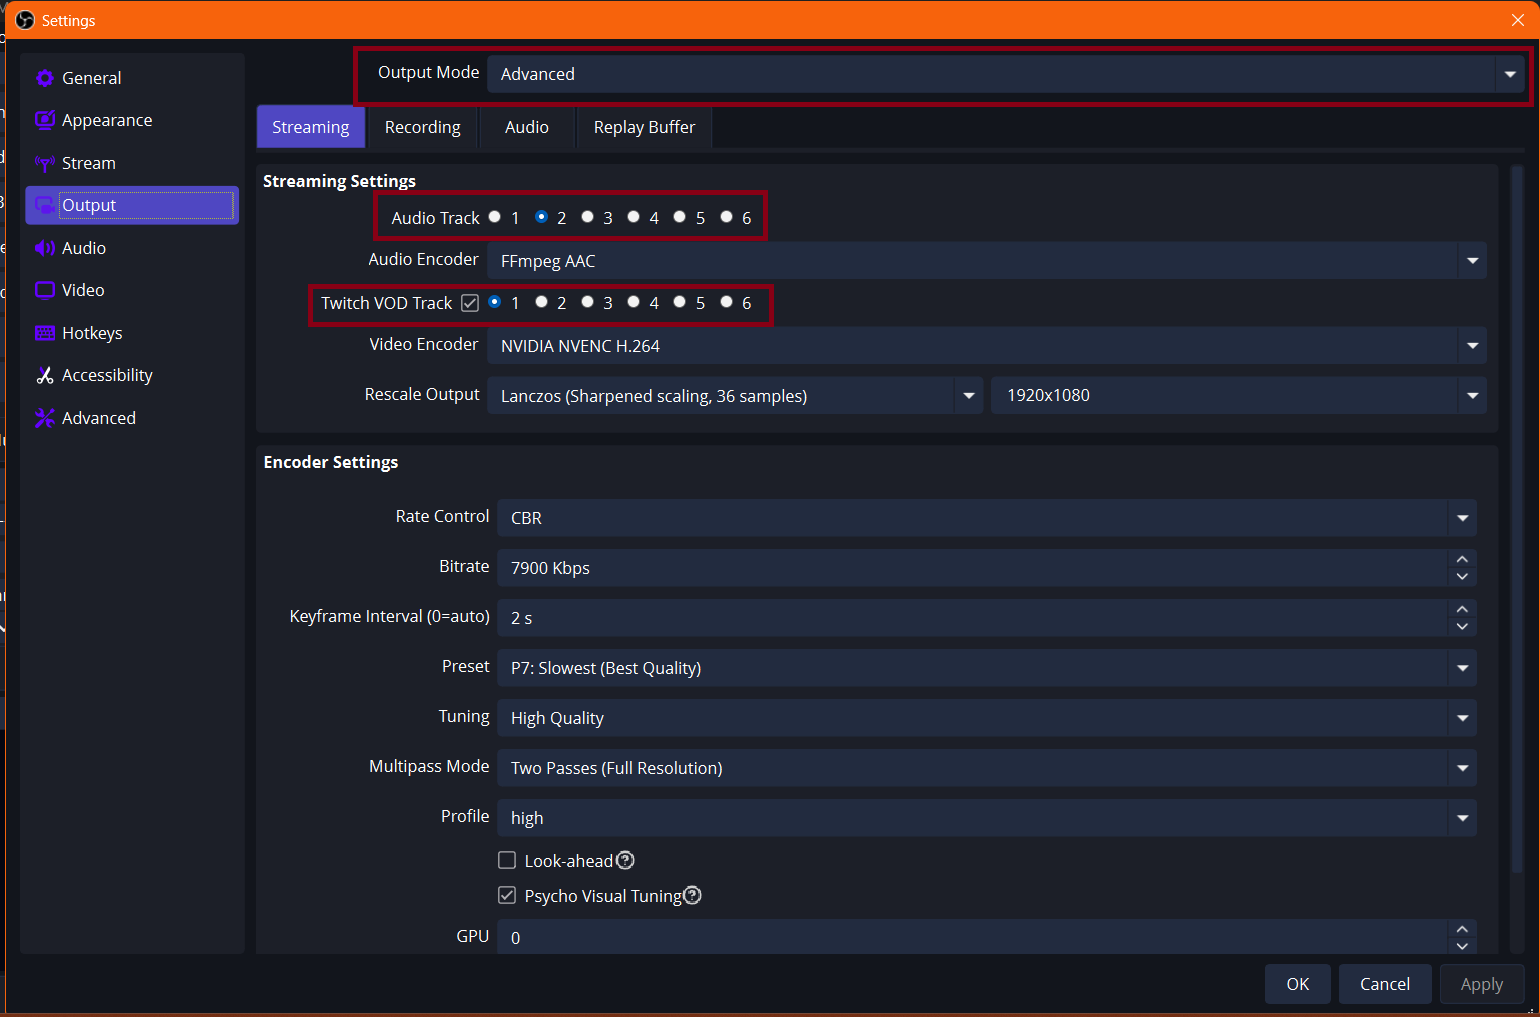 Settings
General
Appearance
Stream
Output
Audio
Video
Hotkeys
Accessibility
Advanced
Output Mode Advanced
Streaming Recording Audio Replay Buffer
Streaming Settings
Audio Track 1 2 3 4 5 6
Audio Encoder FFmpeg AAC
Twitch VOD Track 1 2 3 4 5 6
Video Encoder NVIDIA NVENC H.264
Rescale Output Lanczos (Sharpened scaling, 36 samples) 1920x1080
Encoder Settings
Rate Control CBR
Bitrate 7900 Kbps
Keyframe Interval (0=auto) 2 s
Preset P7: Slowest (Best Quality)
Tuning High Quality
Multipass Mode Two Passes (Full Resolution)
Profile high
Look-ahead ?
Psycho Visual Tuning ?
GPU 0
OK Cancel Apply